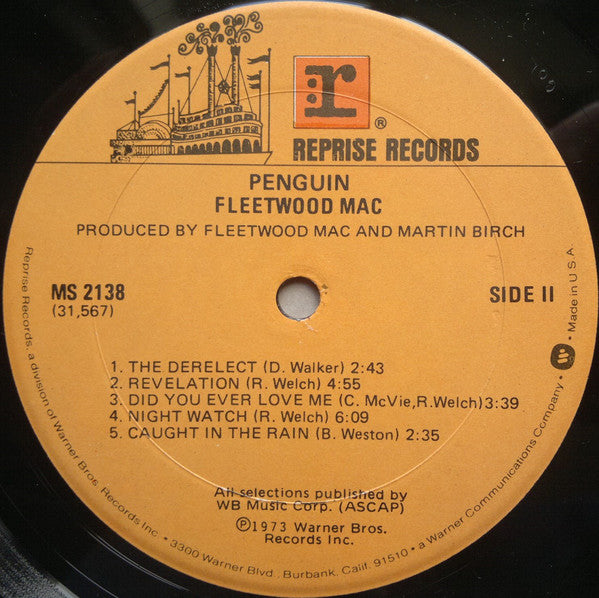 :r
®
REPRISE RECORDS
PENGUIN
FLEETWOOD MAC
PRODUCED BY FLEETWOOD MAC AND MARTIN BIRCH
MS 2138
(31,567)
SIDE II
1. THE DERELECT (D. Walker) 2:43
2. REVELATION (R. Welch) 4:55
3. DID YOU EVER LOVE ME (C. McVie,R.Welch)3:39
4. NIGHT WATCH (R. Welch) 6:09
5. CAUGHT IN THE RAIN (B. Weston) 2:35
All selections published by
WB Music Corp. (ASCAP)
Ⓟ1973 Warner Bros.
Records Inc.
Reprise Records, a division of Warner Bros. Records Inc. • 3300 Warner Blvd., Burbank, Calif. 91510 • a Warner Communications Company • W • Made in U.S.A.